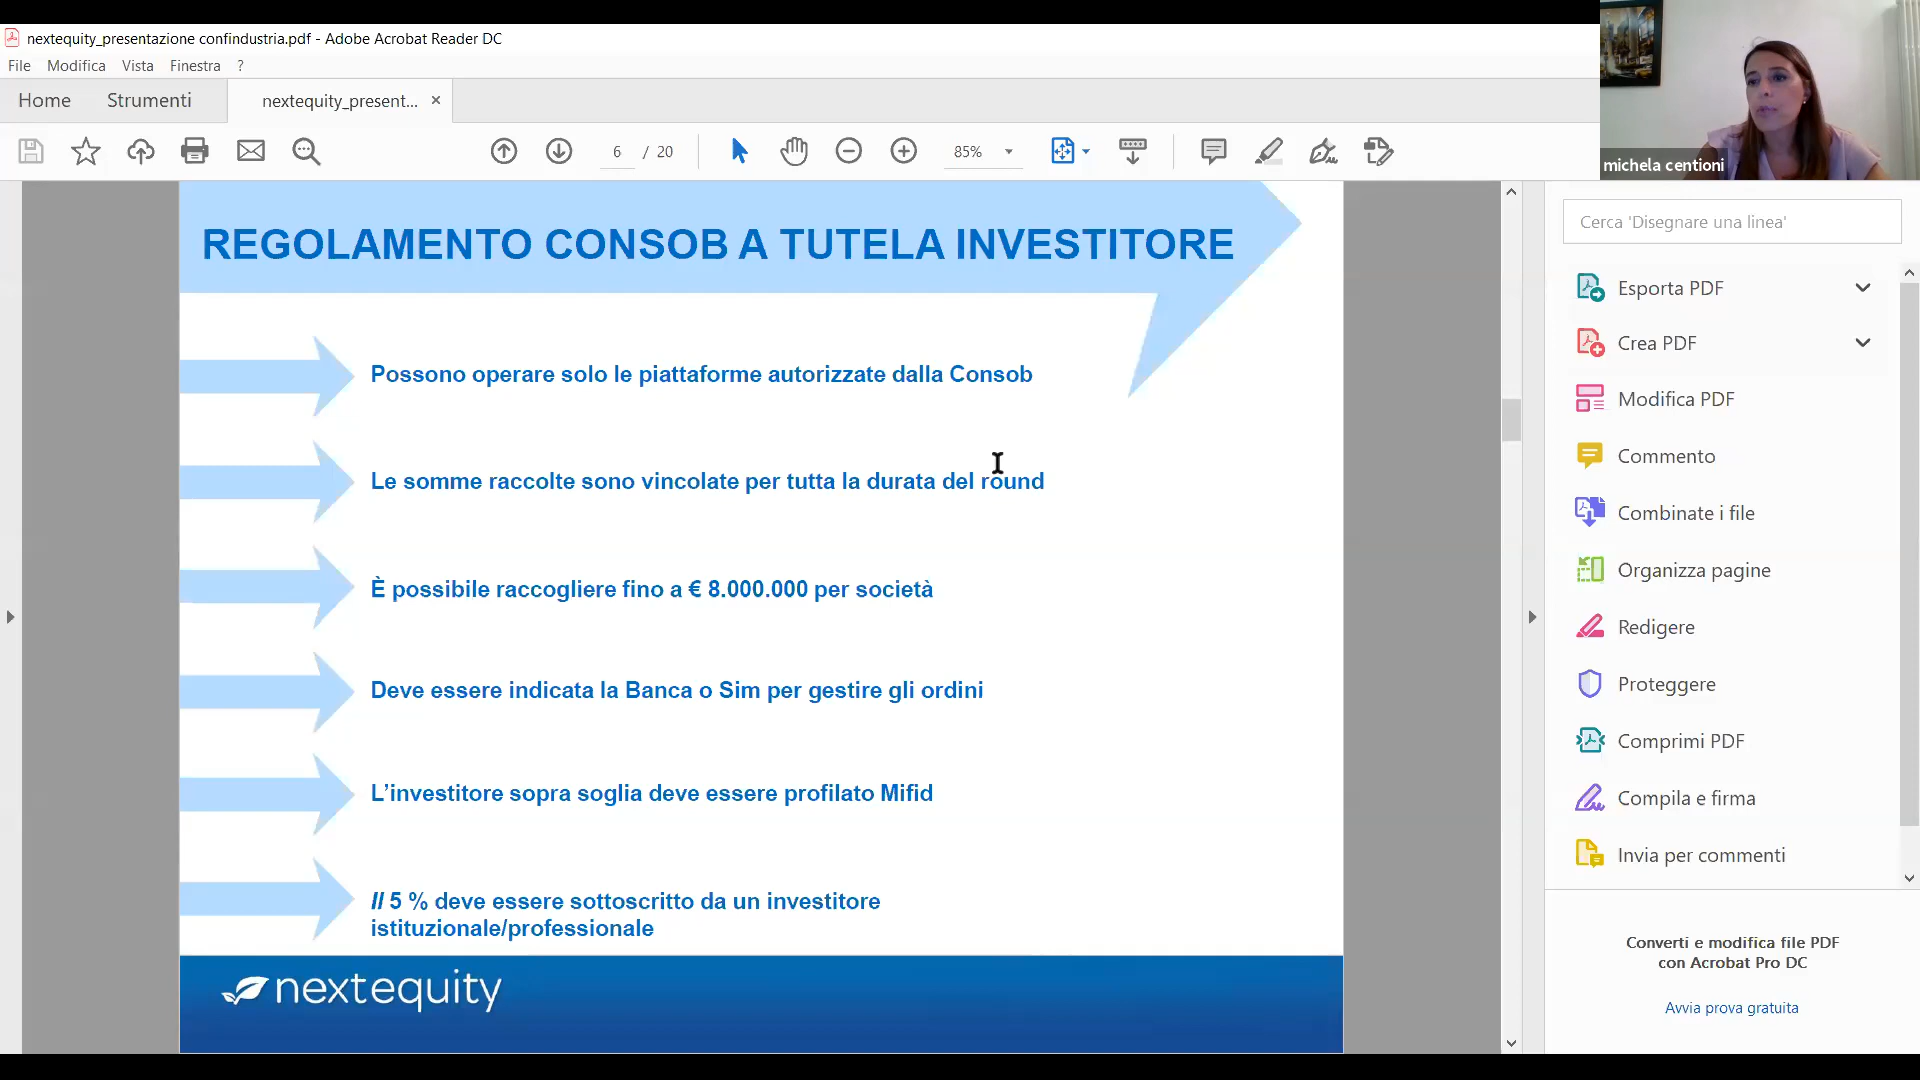 nextequity_presentazione confindustria.pdf - Adobe Acrobat Reader DC
File Modifica Vista Finestra ?
Home Strumenti nextequity_present... ×
6 / 20 85%
michela centioni
REGOLAMENTO CONSOB A TUTELA INVESTITORE
Possono operare solo le piattaforme autorizzate dalla Consob
Le somme raccolte sono vincolate per tutta la durata del round
È possibile raccogliere fino a € 8.000.000 per società
Deve essere indicata la Banca o Sim per gestire gli ordini
L’investitore sopra soglia deve essere profilato Mifid
Il 5 % deve essere sottoscritto da un investitore
istituzionale/professionale
nextequity
Cerca 'Disegnare una linea'
Esporta PDF
Crea PDF
Modifica PDF
Commento
Combinate i file
Organizza pagine
Redigere
Proteggere
Comprimi PDF
Compila e firma
Invia per commenti
Converti e modifica file PDF
con Acrobat Pro DC
Avvia prova gratuita